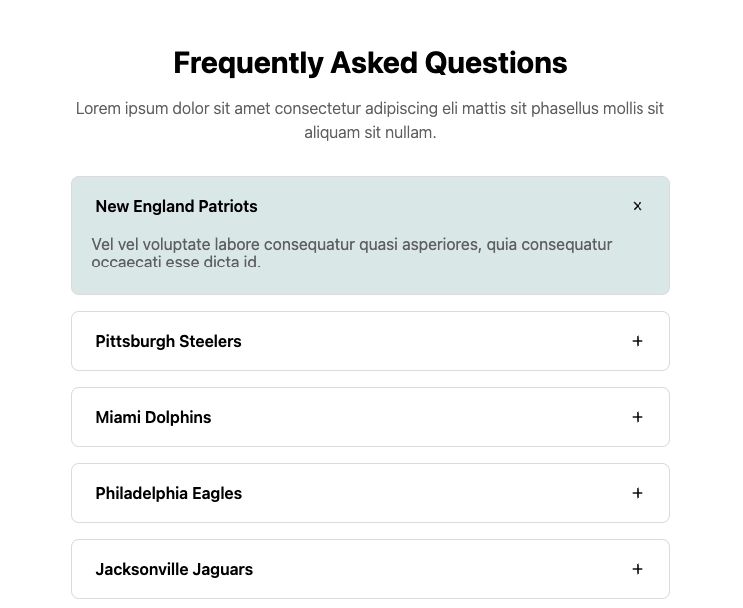 Frequently Asked Questions
Lorem ipsum dolor sit amet consectetur adipiscing eli mattis sit phasellus mollis sit
aliquam sit nullam.
New England Patriots
Vel vel voluptate labore consequatur quasi asperiores, quia consequatur
occaecati esse dicta id.
Pittsburgh Steelers
Miami Dolphins
Philadelphia Eagles
Jacksonville Jaguars